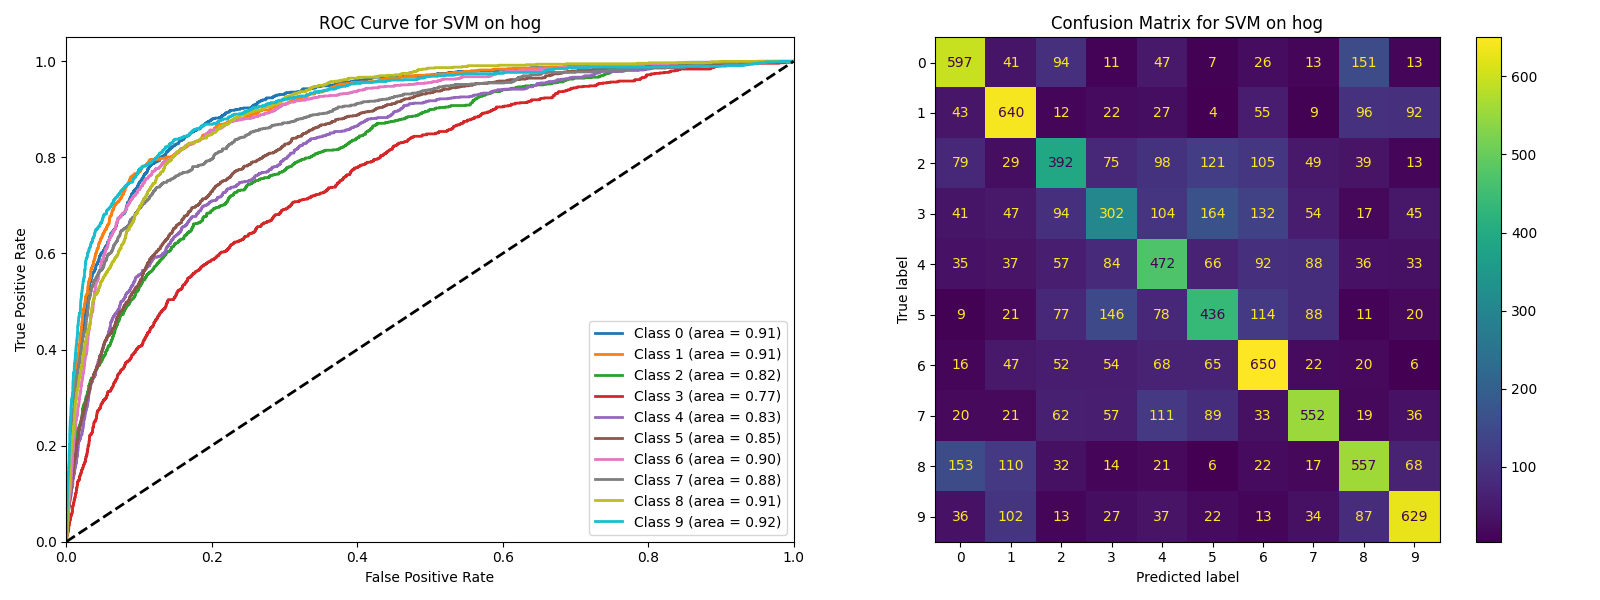 ROC Curve for SVM on hog
True Positive Rate
1.0
0.8
0.6
0.4
0.2
0.0
0.0 0.2 0.4 0.6 0.8 1.0
False Positive Rate
Class 0 (area = 0.91)
Class 1 (area = 0.91)
Class 2 (area = 0.82)
Class 3 (area = 0.77)
Class 4 (area = 0.83)
Class 5 (area = 0.85)
Class 6 (area = 0.90)
Class 7 (area = 0.88)
Class 8 (area = 0.91)
Class 9 (area = 0.92)
Confusion Matrix for SVM on hog
True label
0 597 41 94 11 47 7 26 13 151 13
1 43 640 12 22 27 4 55 9 96 92
2 79 29 392 75 98 121 105 49 39 13
3 41 47 94 302 104 164 132 54 17 45
4 35 37 57 84 472 66 92 88 36 33
5 9 21 77 146 78 436 114 88 11 20
6 16 47 52 54 68 65 650 22 20 6
7 20 21 62 57 111 89 33 552 19 36
8 153 110 32 14 21 6 22 17 557 68
9 36 102 13 27 37 22 13 34 87 629
0 1 2 3 4 5 6 7 8 9
Predicted label
600
500
400
300
200
100